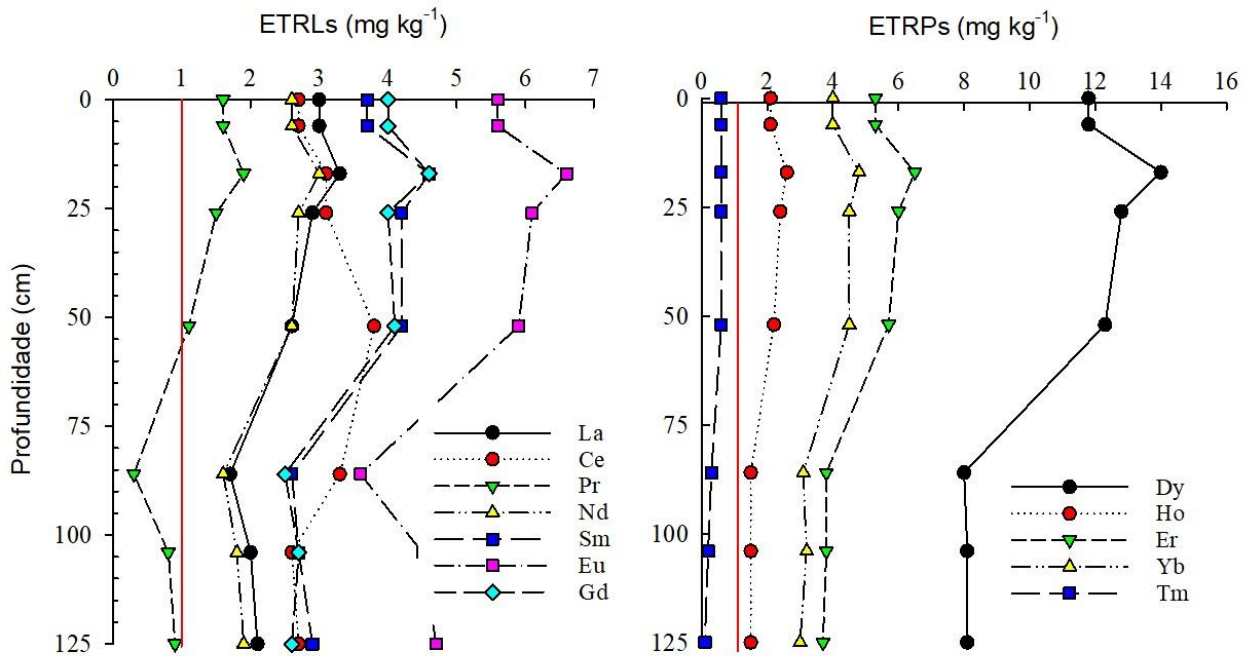 ETRLs (mg kg⁻¹)
0 1 2 3 4 5 6 7
Profundidade (cm)
0
25
50
75
100
125
La
Ce
Pr
Nd
Sm
Eu
Gd
ETRPs (mg kg⁻¹)
0 2 4 6 8 10 12 14 16
0
25
50
75
100
125
Dy
Ho
Er
Yb
Tm